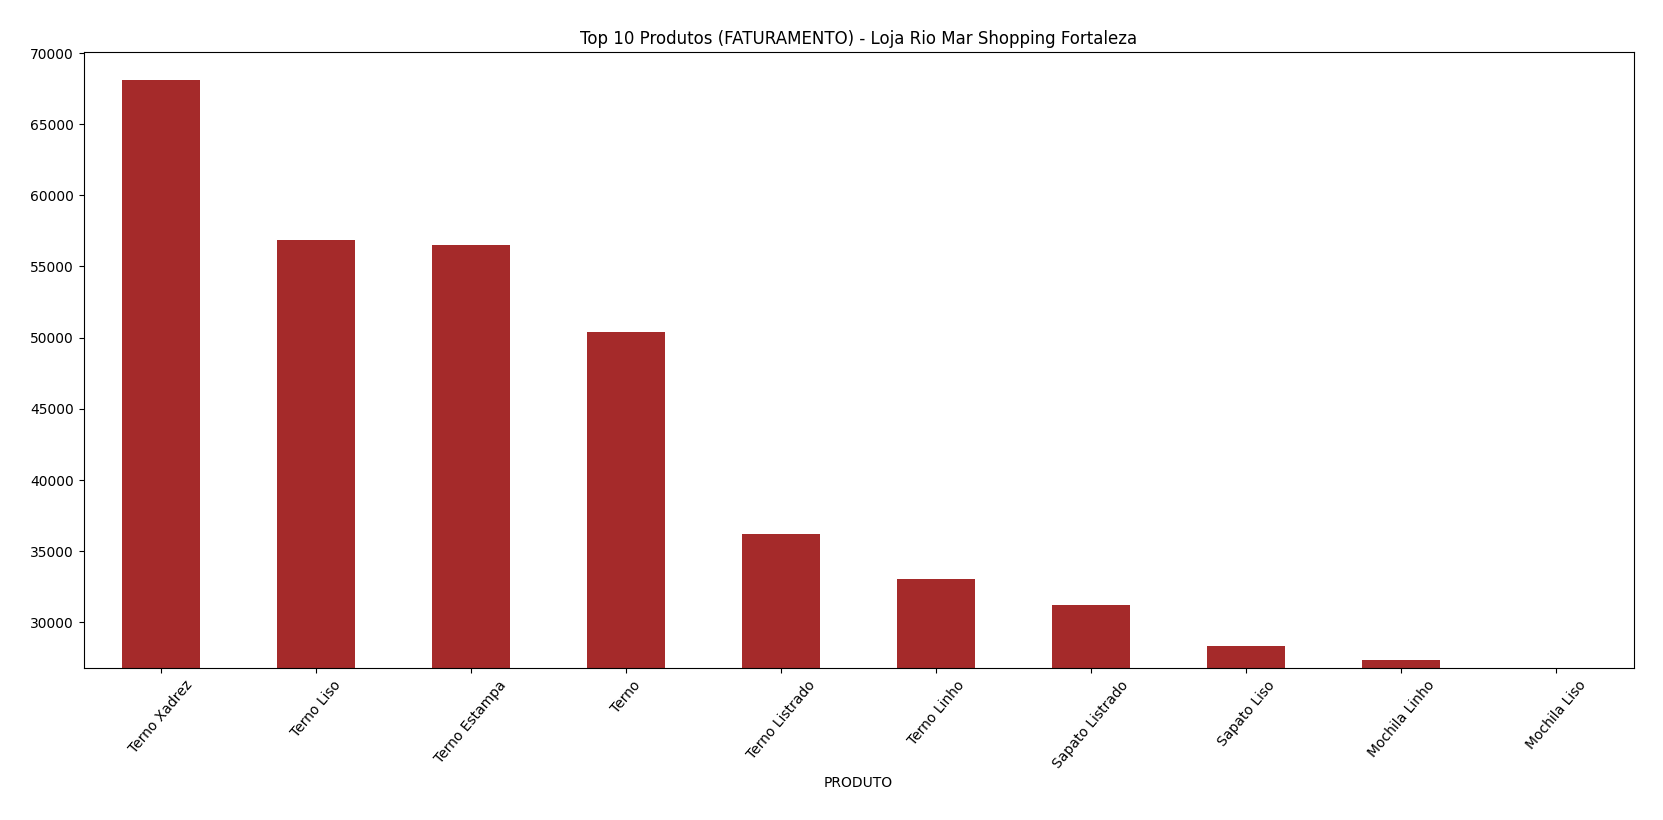 Top 10 Produtos (FATURAMENTO) - Loja Rio Mar Shopping Fortaleza
70000
65000
60000
55000
50000
45000
40000
35000
30000
Terno Xadrez
Terno Liso
Terno Estampa
Terno
Terno Listrado
Terno Linho
Sapato Listrado
Sapato Liso
Mochila Linho
Mochila Liso
PRODUTO